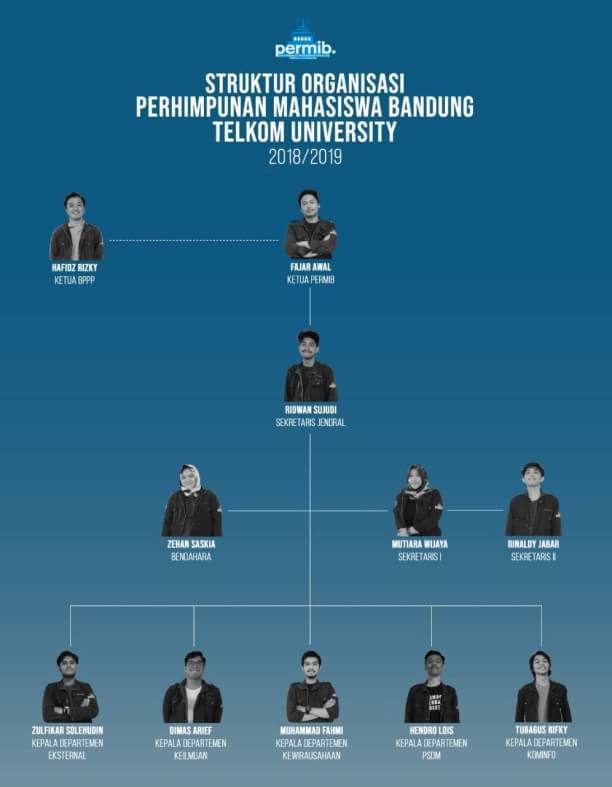 permib.
STRUKTUR ORGANISASI
PERHIMPUNAN MAHASISWA BANDUNG
TELKOM UNIVERSITY
2018/2019
HAFIDZ RIZKY
KETUA BPPP
FAJAR AWAL
KETUA PERMIB
RIDWAN SUJUDI
SEKRETARIS JENDRAL
ZEHAN SASKIA
BENDAHARA
MUTIARA WIJAYA
SEKRETARIS I
RINALDY JABAR
SEKRETARIS II
ZULFIKAR SOLEHUDIN
KEPALA DEPARTEMEN
EKSTERNAL
DIMAS ARIEF
KEPALA DEPARTEMEN
KEILMUAN
MUHAMMAD FAHMI
KEPALA DEPARTEMEN
KEWIRAUSAHAAN
HENDRO LOIS
KEPALA DEPARTEMEN
PSDM
TUBAGUS RIFKY
KEPALA DEPARTEMEN
KOMINFO